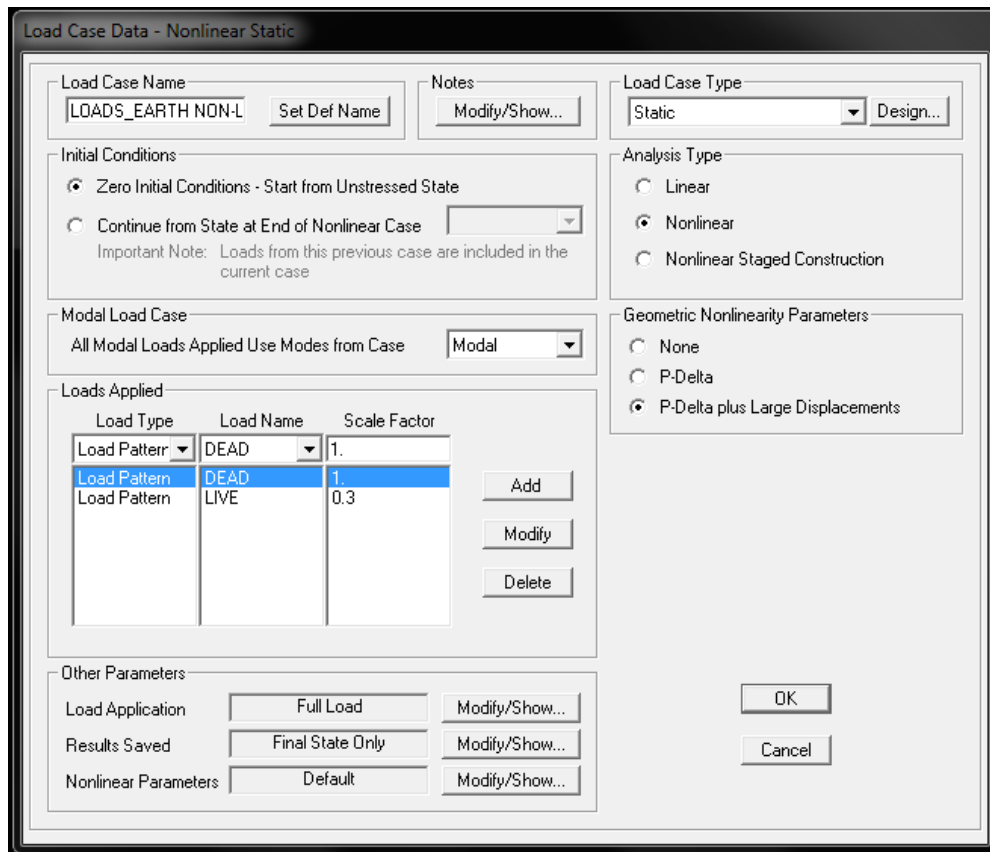 Load Case Data - Nonlinear Static
Load Case Name
LOADS_EARTH NON-L
Set Def Name
Notes
Modify/Show...
Load Case Type
Static
Design...
Initial Conditions
Zero Initial Conditions - Start from Unstressed State
Continue from State at End of Nonlinear Case
Important Note: Loads from this previous case are included in the
current case
Analysis Type
Linear
Nonlinear
Nonlinear Staged Construction
Modal Load Case
All Modal Loads Applied Use Modes from Case
Modal
Geometric Nonlinearity Parameters
None
P-Delta
P-Delta plus Large Displacements
Loads Applied
Load Type Load Name Scale Factor
Load Pattern DEAD 1.
Load Pattern DEAD 1.
Load Pattern LIVE 0.3
Add
Modify
Delete
Other Parameters
Load Application Full Load Modify/Show...
Results Saved Final State Only Modify/Show...
Nonlinear Parameters Default Modify/Show...
OK
Cancel